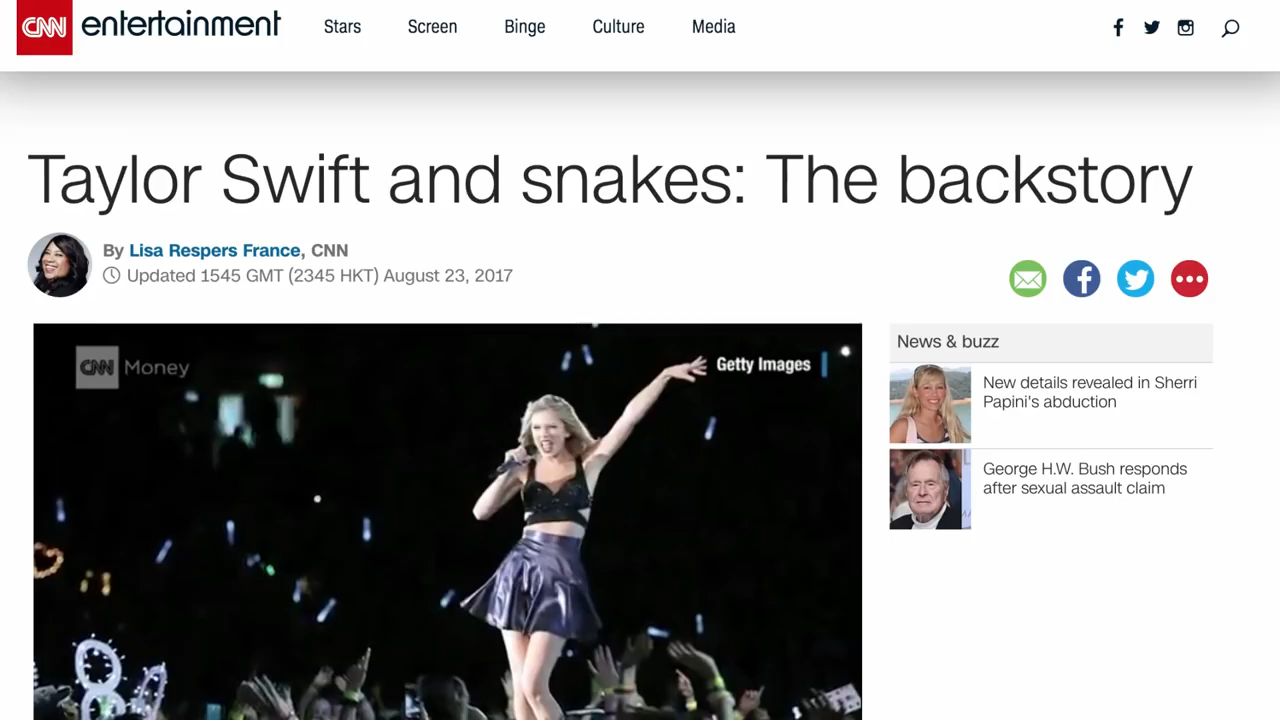 CNN entertainment Stars Screen Binge Culture Media
Taylor Swift and snakes: The backstory
By Lisa Respers France, CNN
Updated 1545 GMT (2345 HKT) August 23, 2017
CNN Money
Getty Images
News & buzz
New details revealed in Sherri
Papini's abduction
George H.W. Bush responds
after sexual assault claim